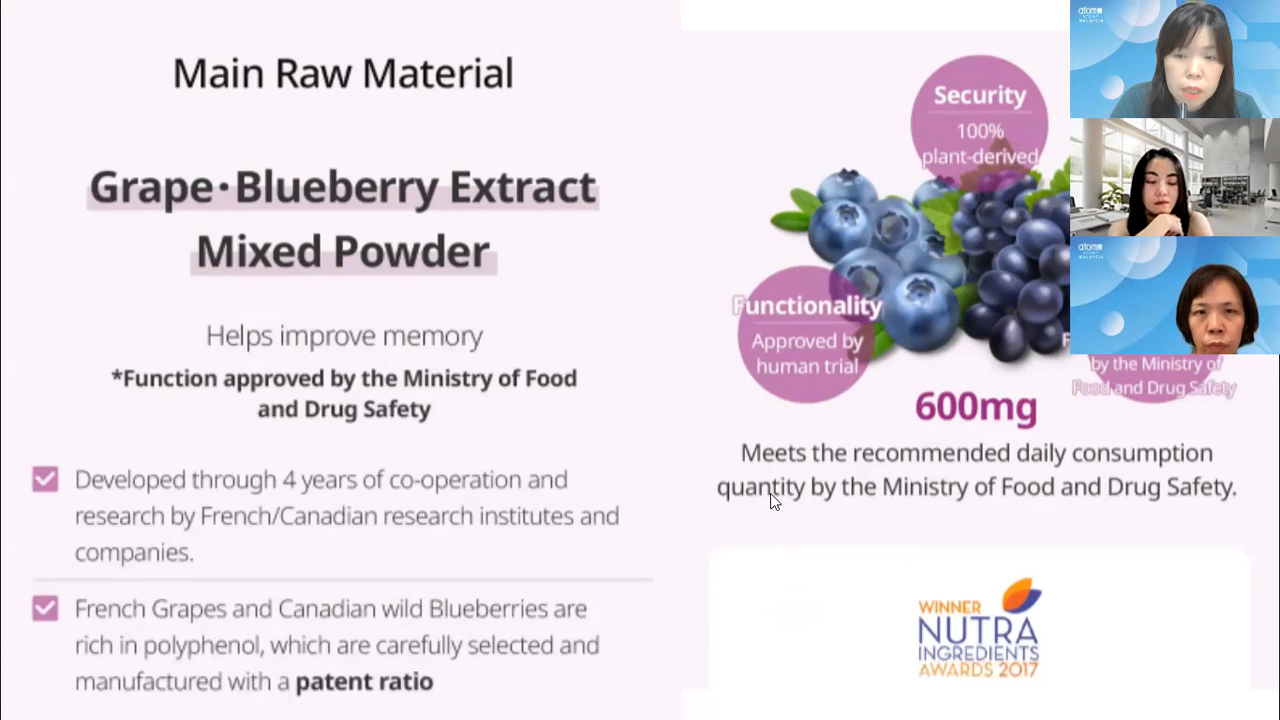 Main Raw Material
Grape·Blueberry Extract
Mixed Powder
Helps improve memory
*Function approved by the Ministry of Food
and Drug Safety
Developed through 4 years of co-operation and
research by French/Canadian research institutes and
companies.
French Grapes and Canadian wild Blueberries are
rich in polyphenol, which are carefully selected and
manufactured with a patent ratio
Security
100%
plant-derived
Functionality
Approved by
human trial
by the Ministry of
Food and Drug Safety
600mg
Meets the recommended daily consumption
quantity by the Ministry of Food and Drug Safety.
WINNER
NUTRA
INGREDIENTS
AWARDS 2017
MALAYSIA
MALAYSIA